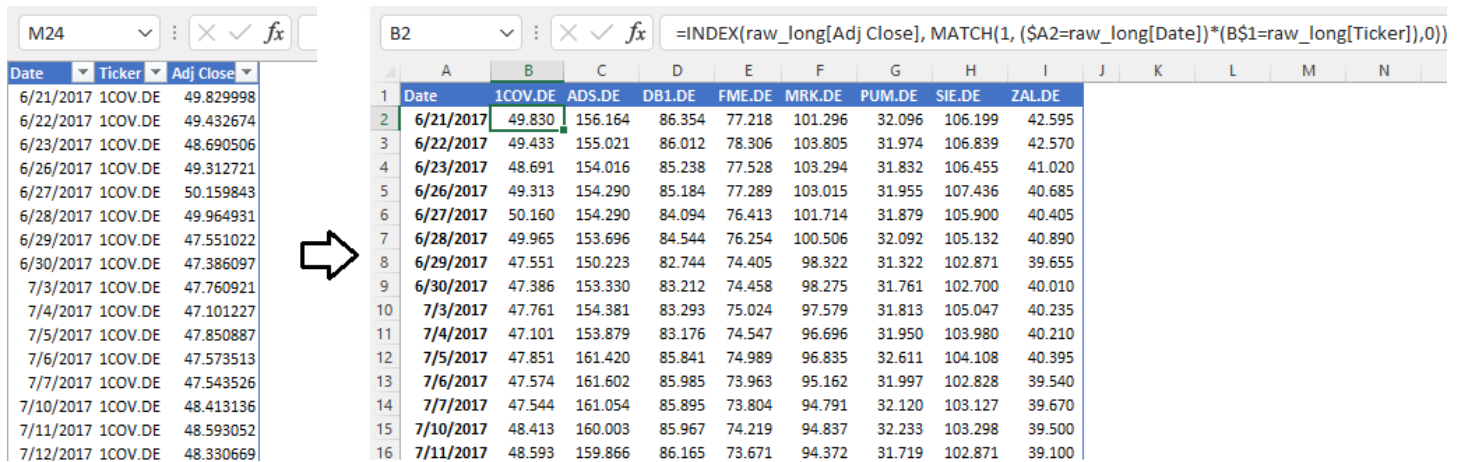 M24 fx
Date Ticker Adj Close
6/21/2017 1COV.DE 49.829998
6/22/2017 1COV.DE 49.432674
6/23/2017 1COV.DE 48.690506
6/26/2017 1COV.DE 49.312721
6/27/2017 1COV.DE 50.159843
6/28/2017 1COV.DE 49.964931
6/29/2017 1COV.DE 47.551022
6/30/2017 1COV.DE 47.386097
7/3/2017 1COV.DE 47.760921
7/4/2017 1COV.DE 47.101227
7/5/2017 1COV.DE 47.850887
7/6/2017 1COV.DE 47.573513
7/7/2017 1COV.DE 47.543526
7/10/2017 1COV.DE 48.413136
7/11/2017 1COV.DE 48.593052
7/12/2017 1COV.DE 48.330669
B2 fx =INDEX(raw_long[Adj Close], MATCH(1, ($A2=raw_long[Date])*(B$1=raw_long[Ticker]),0))
A B C D E F G H I J K L M N
1 Date 1COV.DE ADS.DE DB1.DE FME.DE MRK.DE PUM.DE SIE.DE ZAL.DE
2 6/21/2017 49.830 156.164 86.354 77.218 101.296 32.096 106.199 42.595
3 6/22/2017 49.433 155.021 86.012 78.306 103.805 31.974 106.839 42.570
4 6/23/2017 48.691 154.016 85.238 77.528 103.294 31.832 106.455 41.020
5 6/26/2017 49.313 154.290 85.184 77.289 103.015 31.955 107.436 40.685
6 6/27/2017 50.160 154.290 84.094 76.413 101.714 31.879 105.900 40.405
7 6/28/2017 49.965 153.696 84.544 76.254 100.506 32.092 105.132 40.890
8 6/29/2017 47.551 150.223 82.744 74.405 98.322 31.322 102.871 39.655
9 6/30/2017 47.386 153.330 83.212 74.458 98.275 31.761 102.700 40.010
10 7/3/2017 47.761 154.381 83.293 75.024 97.579 31.813 105.047 40.235
11 7/4/2017 47.101 153.879 83.176 74.547 96.696 31.950 103.980 40.210
12 7/5/2017 47.851 161.420 85.841 74.989 96.835 32.611 104.108 40.395
13 7/6/2017 47.574 161.602 85.985 73.963 95.162 31.997 102.828 39.540
14 7/7/2017 47.544 161.054 85.895 73.804 94.791 32.120 103.127 39.670
15 7/10/2017 48.413 160.003 85.967 74.219 94.837 32.233 103.298 39.500
16 7/11/2017 48.593 159.866 86.165 73.671 94.372 31.719 102.871 39.100